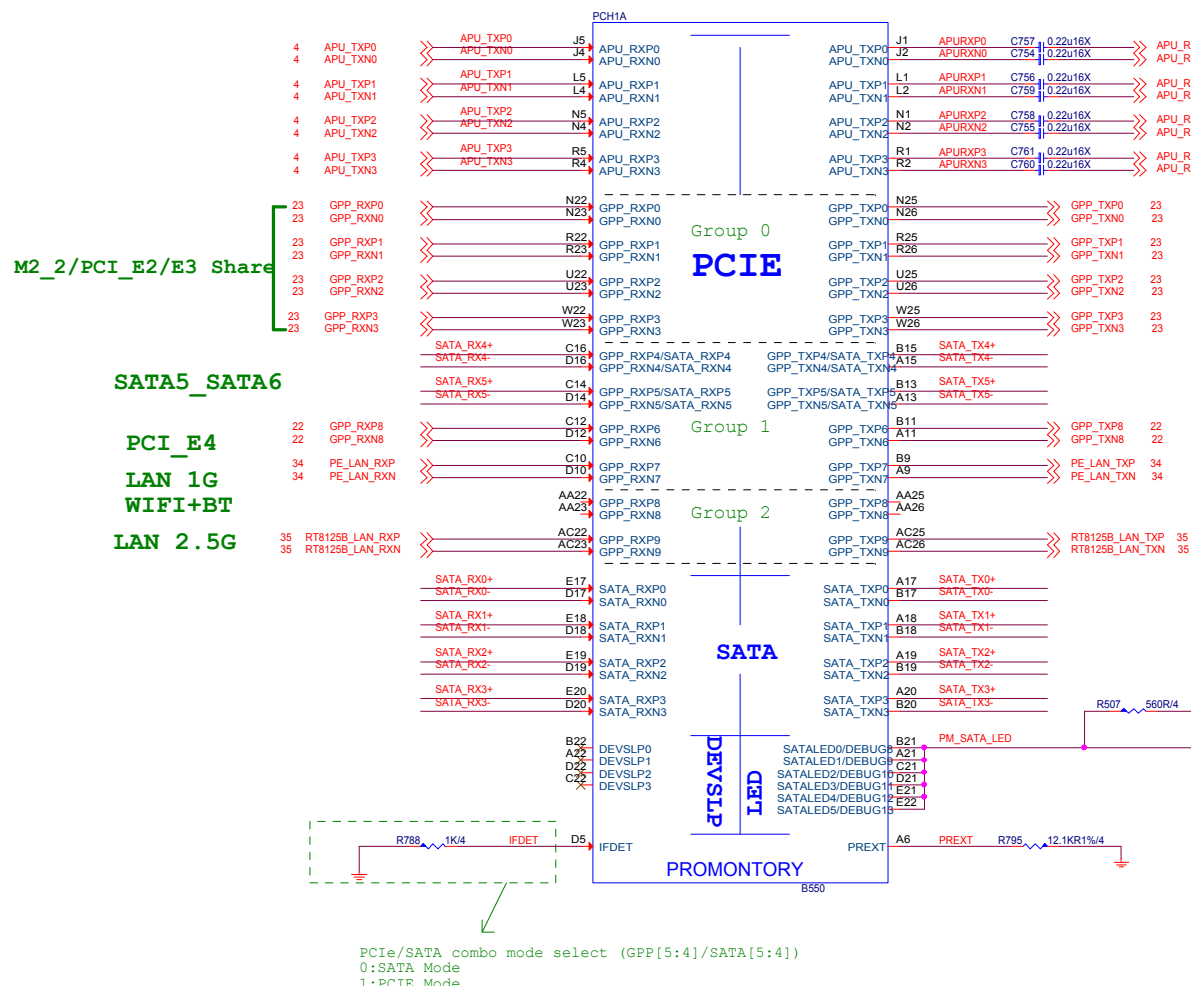 PCH1A
4 APU_TXP0 APU_TXP0 J5 APU_RXP0 APU_TXP0 J1 APURXP0 C757 0.22u16X APU_R
4 APU_TXN0 APU_TXN0 J4 APU_RXN0 APU_TXN0 J2 APURXN0 C754 0.22u16X APU_R
4 APU_TXP1 APU_TXP1 L5 APU_RXP1 APU_TXP1 L1 APURXP1 C756 0.22u16X APU_R
4 APU_TXN1 APU_TXN1 L4 APU_RXN1 APU_TXN1 L2 APURXN1 C759 0.22u16X APU_R
4 APU_TXP2 APU_TXP2 N5 APU_RXP2 APU_TXP2 N1 APURXP2 C758 0.22u16X APU_R
4 APU_TXN2 APU_TXN2 N4 APU_RXN2 APU_TXN2 N2 APURXN2 C755 0.22u16X APU_R
4 APU_TXP3 APU_TXP3 R5 APU_RXP3 APU_TXP3 R1 APURXP3 C761 0.22u16X APU_R
4 APU_TXN3 APU_TXN3 R4 APU_RXN3 APU_TXN3 R2 APURXN3 C760 0.22u16X APU_R
23 GPP_RXP0 N22 GPP_RXP0 GPP_TXP0 N25 GPP_TXP0 23
23 GPP_RXN0 N23 GPP_RXN0 GPP_TXN0 N26 GPP_TXN0 23
Group 0
23 GPP_RXP1 R22 GPP_RXP1 GPP_TXP1 R25 GPP_TXP1 23
23 GPP_RXN1 R23 GPP_RXN1 GPP_TXN1 R26 GPP_TXN1 23
M2_2/PCI_E2/E3 Share
PCIE
23 GPP_RXP2 U22 GPP_RXP2 GPP_TXP2 U25 GPP_TXP2 23
23 GPP_RXN2 U23 GPP_RXN2 GPP_TXN2 U26 GPP_TXN2 23
23 GPP_RXP3 W22 GPP_RXP3 GPP_TXP3 W25 GPP_TXP3 23
23 GPP_RXN3 W23 GPP_RXN3 GPP_TXN3 W26 GPP_TXN3 23
SATA_RX4+ C16 GPP_RXP4/SATA_RXP4 GPP_TXP4/SATA_TXP4 B15 SATA_TX4+
SATA_RX4- D16 GPP_RXN4/SATA_RXN4 GPP_TXN4/SATA_TXN4 A15 SATA_TX4-
SATA5_SATA6
SATA_RX5+ C14 GPP_RXP5/SATA_RXP5 GPP_TXP5/SATA_TXP5 B13 SATA_TX5+
SATA_RX5- D14 GPP_RXN5/SATA_RXN5 GPP_TXN5/SATA_TXN5 A13 SATA_TX5-
Group 1
22 GPP_RXP8 C12 GPP_RXP6 GPP_TXP6 B11 GPP_TXP8 22
22 GPP_RXN8 D12 GPP_RXN6 GPP_TXN6 A11 GPP_TXN8 22
PCI_E4
34 PE_LAN_RXP C10 GPP_RXP7 GPP_TXP7 B9 PE_LAN_TXP 34
34 PE_LAN_RXN D10 GPP_RXN7 GPP_TXN7 A9 PE_LAN_TXN 34
LAN 1G
WIFI+BT
AA22 GPP_RXP8 GPP_TXP8 AA25
AA23 GPP_RXN8 GPP_TXN8 AA26
Group 2
LAN 2.5G
35 RT8125B_LAN_RXP AC22 GPP_RXP9 GPP_TXP9 AC25 RT8125B_LAN_TXP 35
35 RT8125B_LAN_RXN AC23 GPP_RXN9 GPP_TXN9 AC26 RT8125B_LAN_TXN 35
SATA_RX0+ E17 SATA_RXP0 SATA_TXP0 A17 SATA_TX0+
SATA_RX0- D17 SATA_RXN0 SATA_TXN0 B17 SATA_TX0-
SATA_RX1+ E18 SATA_RXP1 SATA_TXP1 A18 SATA_TX1+
SATA_RX1- D18 SATA_RXN1 SATA_TXN1 B18 SATA_TX1-
SATA
SATA_RX2+ E19 SATA_RXP2 SATA_TXP2 A19 SATA_TX2+
SATA_RX2- D19 SATA_RXN2 SATA_TXN2 B19 SATA_TX2-
SATA_RX3+ E20 SATA_RXP3 SATA_TXP3 A20 SATA_TX3+
SATA_RX3- D20 SATA_RXN3 SATA_TXN3 B20 SATA_TX3-
R507 560R/4
B22 DEVSLP0 SATALED0/DEBUG8 B21 PM_SATA_LED
A22 DEVSLP1 SATALED1/DEBUG9 A21
D22 DEVSLP2 SATALED2/DEBUG10 C21
C22 DEVSLP3 SATALED3/DEBUG11 D21
SATALED4/DEBUG12 E21
SATALED5/DEBUG13 E22
DEVSLP
LED
R788 1K/4 IFDET D5 IFDET PREXT A6 PREXT R795 12.1KR1%/4
PROMONTORY
B550
PCIe/SATA combo mode select (GPP[5:4]/SATA[5:4])
0:SATA Mode
1:PCIE Mode